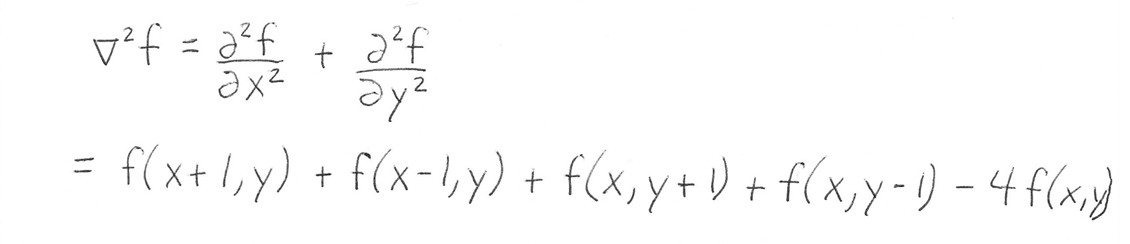 ∇²f = ∂²f/∂x² + ∂²f/∂y²
= f(x+1,y) + f(x-1,y) + f(x,y+1) + f(x,y-1) - 4f(x,y)